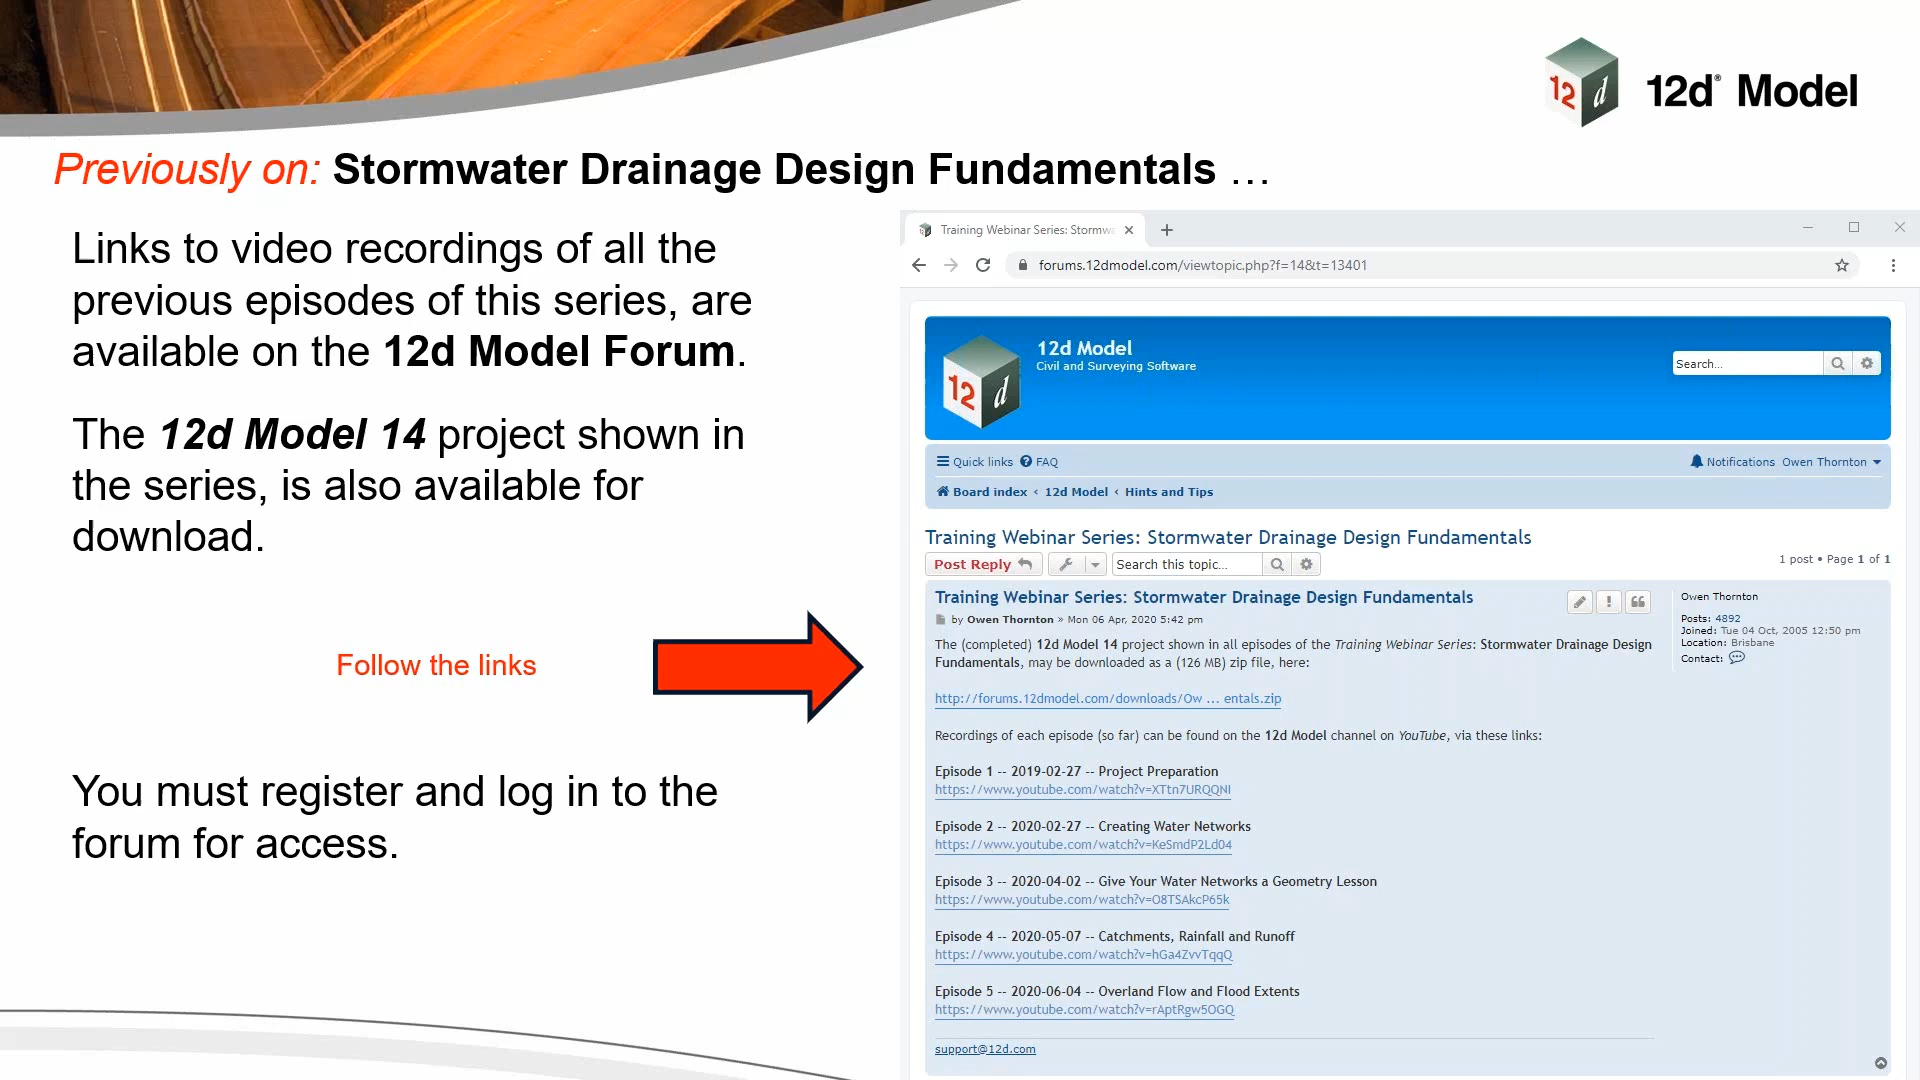 12d® Model
Previously on: Stormwater Drainage Design Fundamentals ...
Links to video recordings of all the
previous episodes of this series, are
available on the 12d Model Forum.
The 12d Model 14 project shown in
the series, is also available for
download.
Follow the links
You must register and log in to the
forum for access.
Training Webinar Series: Stormwa
forums.12dmodel.com/viewtopic.php?f=14&t=13401
12d
12d Model
Civil and Surveying Software
Search...
Quick links FAQ
Notifications Owen Thornton
Board index ‹ 12d Model ‹ Hints and Tips
Training Webinar Series: Stormwater Drainage Design Fundamentals
Post Reply Search this topic...
1 post • Page 1 of 1
Training Webinar Series: Stormwater Drainage Design Fundamentals
by Owen Thornton » Mon 06 Apr, 2020 5:42 pm
The (completed) 12d Model 14 project shown in all episodes of the Training Webinar Series: Stormwater Drainage Design
Fundamentals, may be downloaded as a (126 MB) zip file, here:
http://forums.12dmodel.com/downloads/Ow ... entals.zip
Recordings of each episode (so far) can be found on the 12d Model channel on YouTube, via these links:
Episode 1 -- 2019-02-27 -- Project Preparation
https://www.youtube.com/watch?v=XTtn7URQQNI
Episode 2 -- 2020-02-27 -- Creating Water Networks
https://www.youtube.com/watch?v=KeSmdP2Ld04
Episode 3 -- 2020-04-02 -- Give Your Water Networks a Geometry Lesson
https://www.youtube.com/watch?v=O8TSAkcP65k
Episode 4 -- 2020-05-07 -- Catchments, Rainfall and Runoff
https://www.youtube.com/watch?v=hGa4ZvvTqqQ
Episode 5 -- 2020-06-04 -- Overland Flow and Flood Extents
https://www.youtube.com/watch?v=rAptRgw5OGQ
support@12d.com
Owen Thornton
Posts: 4892
Joined: Tue 04 Oct, 2005 12:50 pm
Location: Brisbane
Contact: